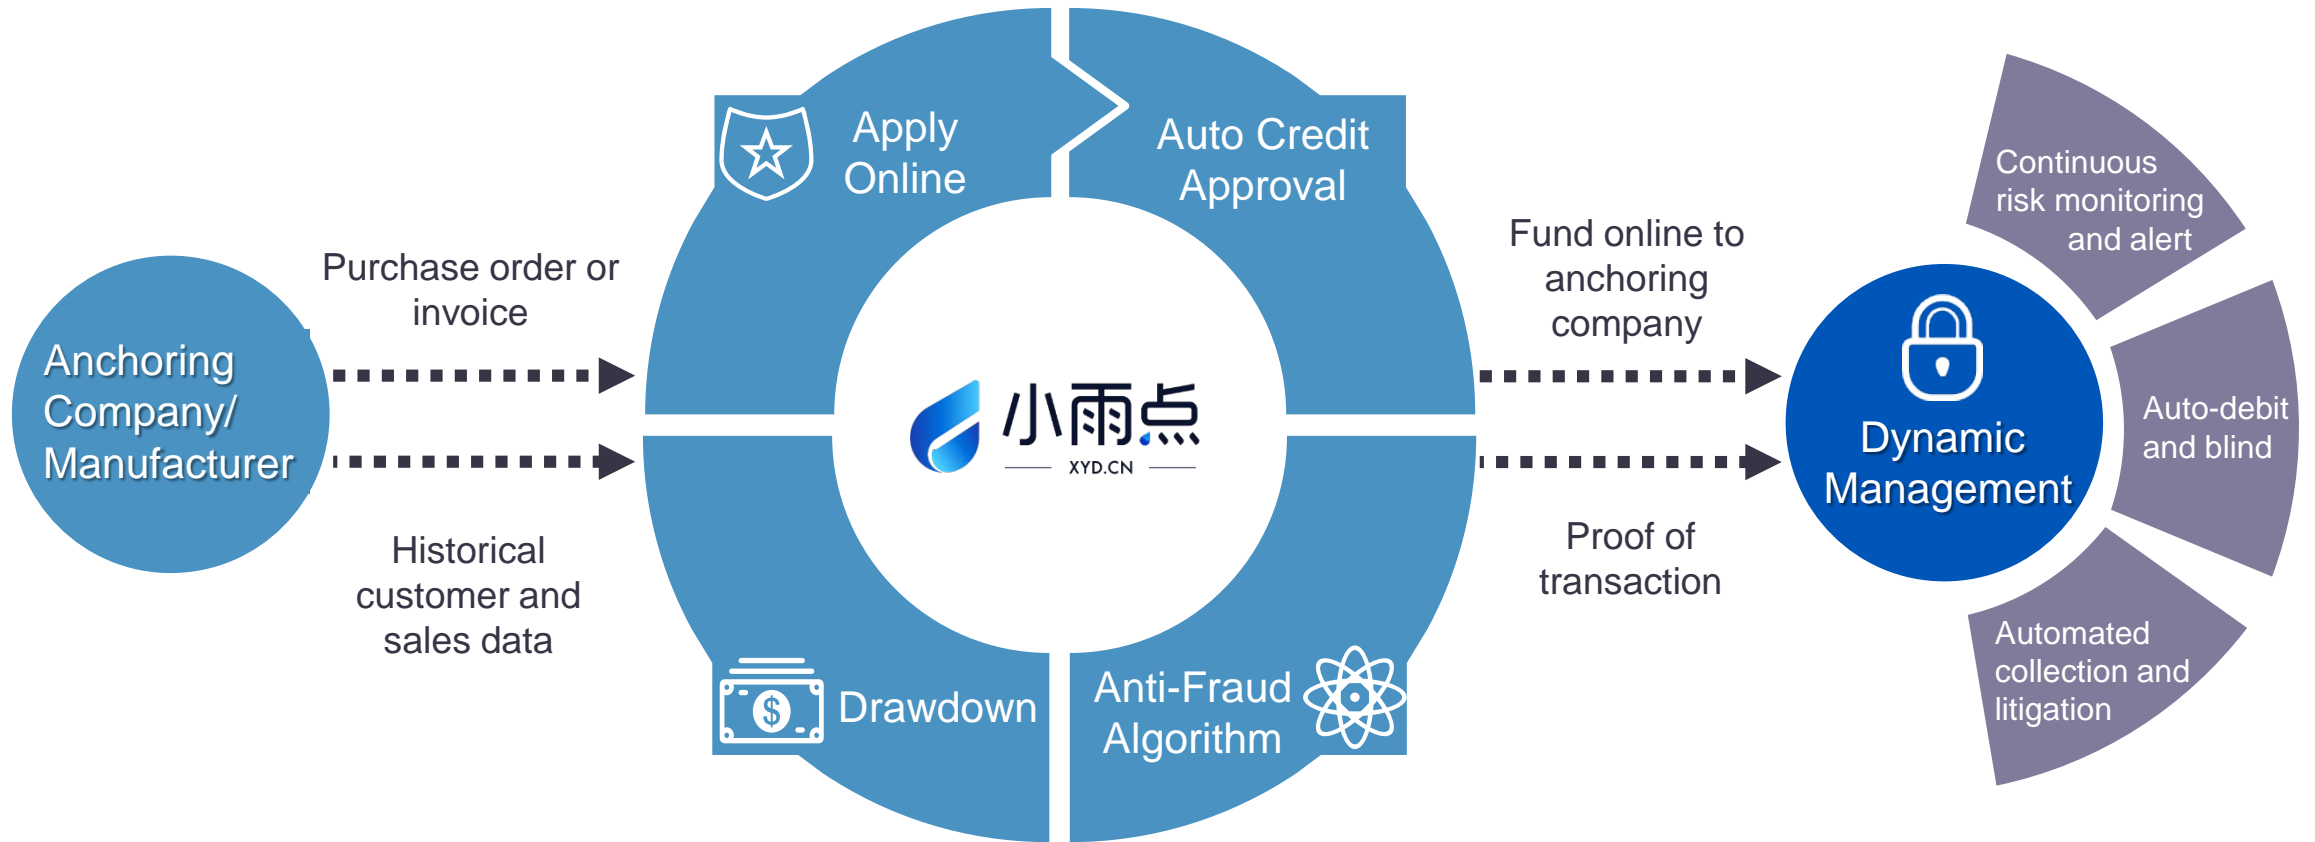 Anchoring
Company/
Manufacturer
Purchase order or
invoice
Historical
customer and
sales data
Apply
Online
Auto Credit
Approval
小雨点
XYD.CN
$
Drawdown
Anti-Fraud
Algorithm
Fund online to
anchoring
company
Proof of
transaction
Dynamic
Management
Continuous
risk monitoring
and alert
Auto-debit
and blind
Automated
collection and
litigation